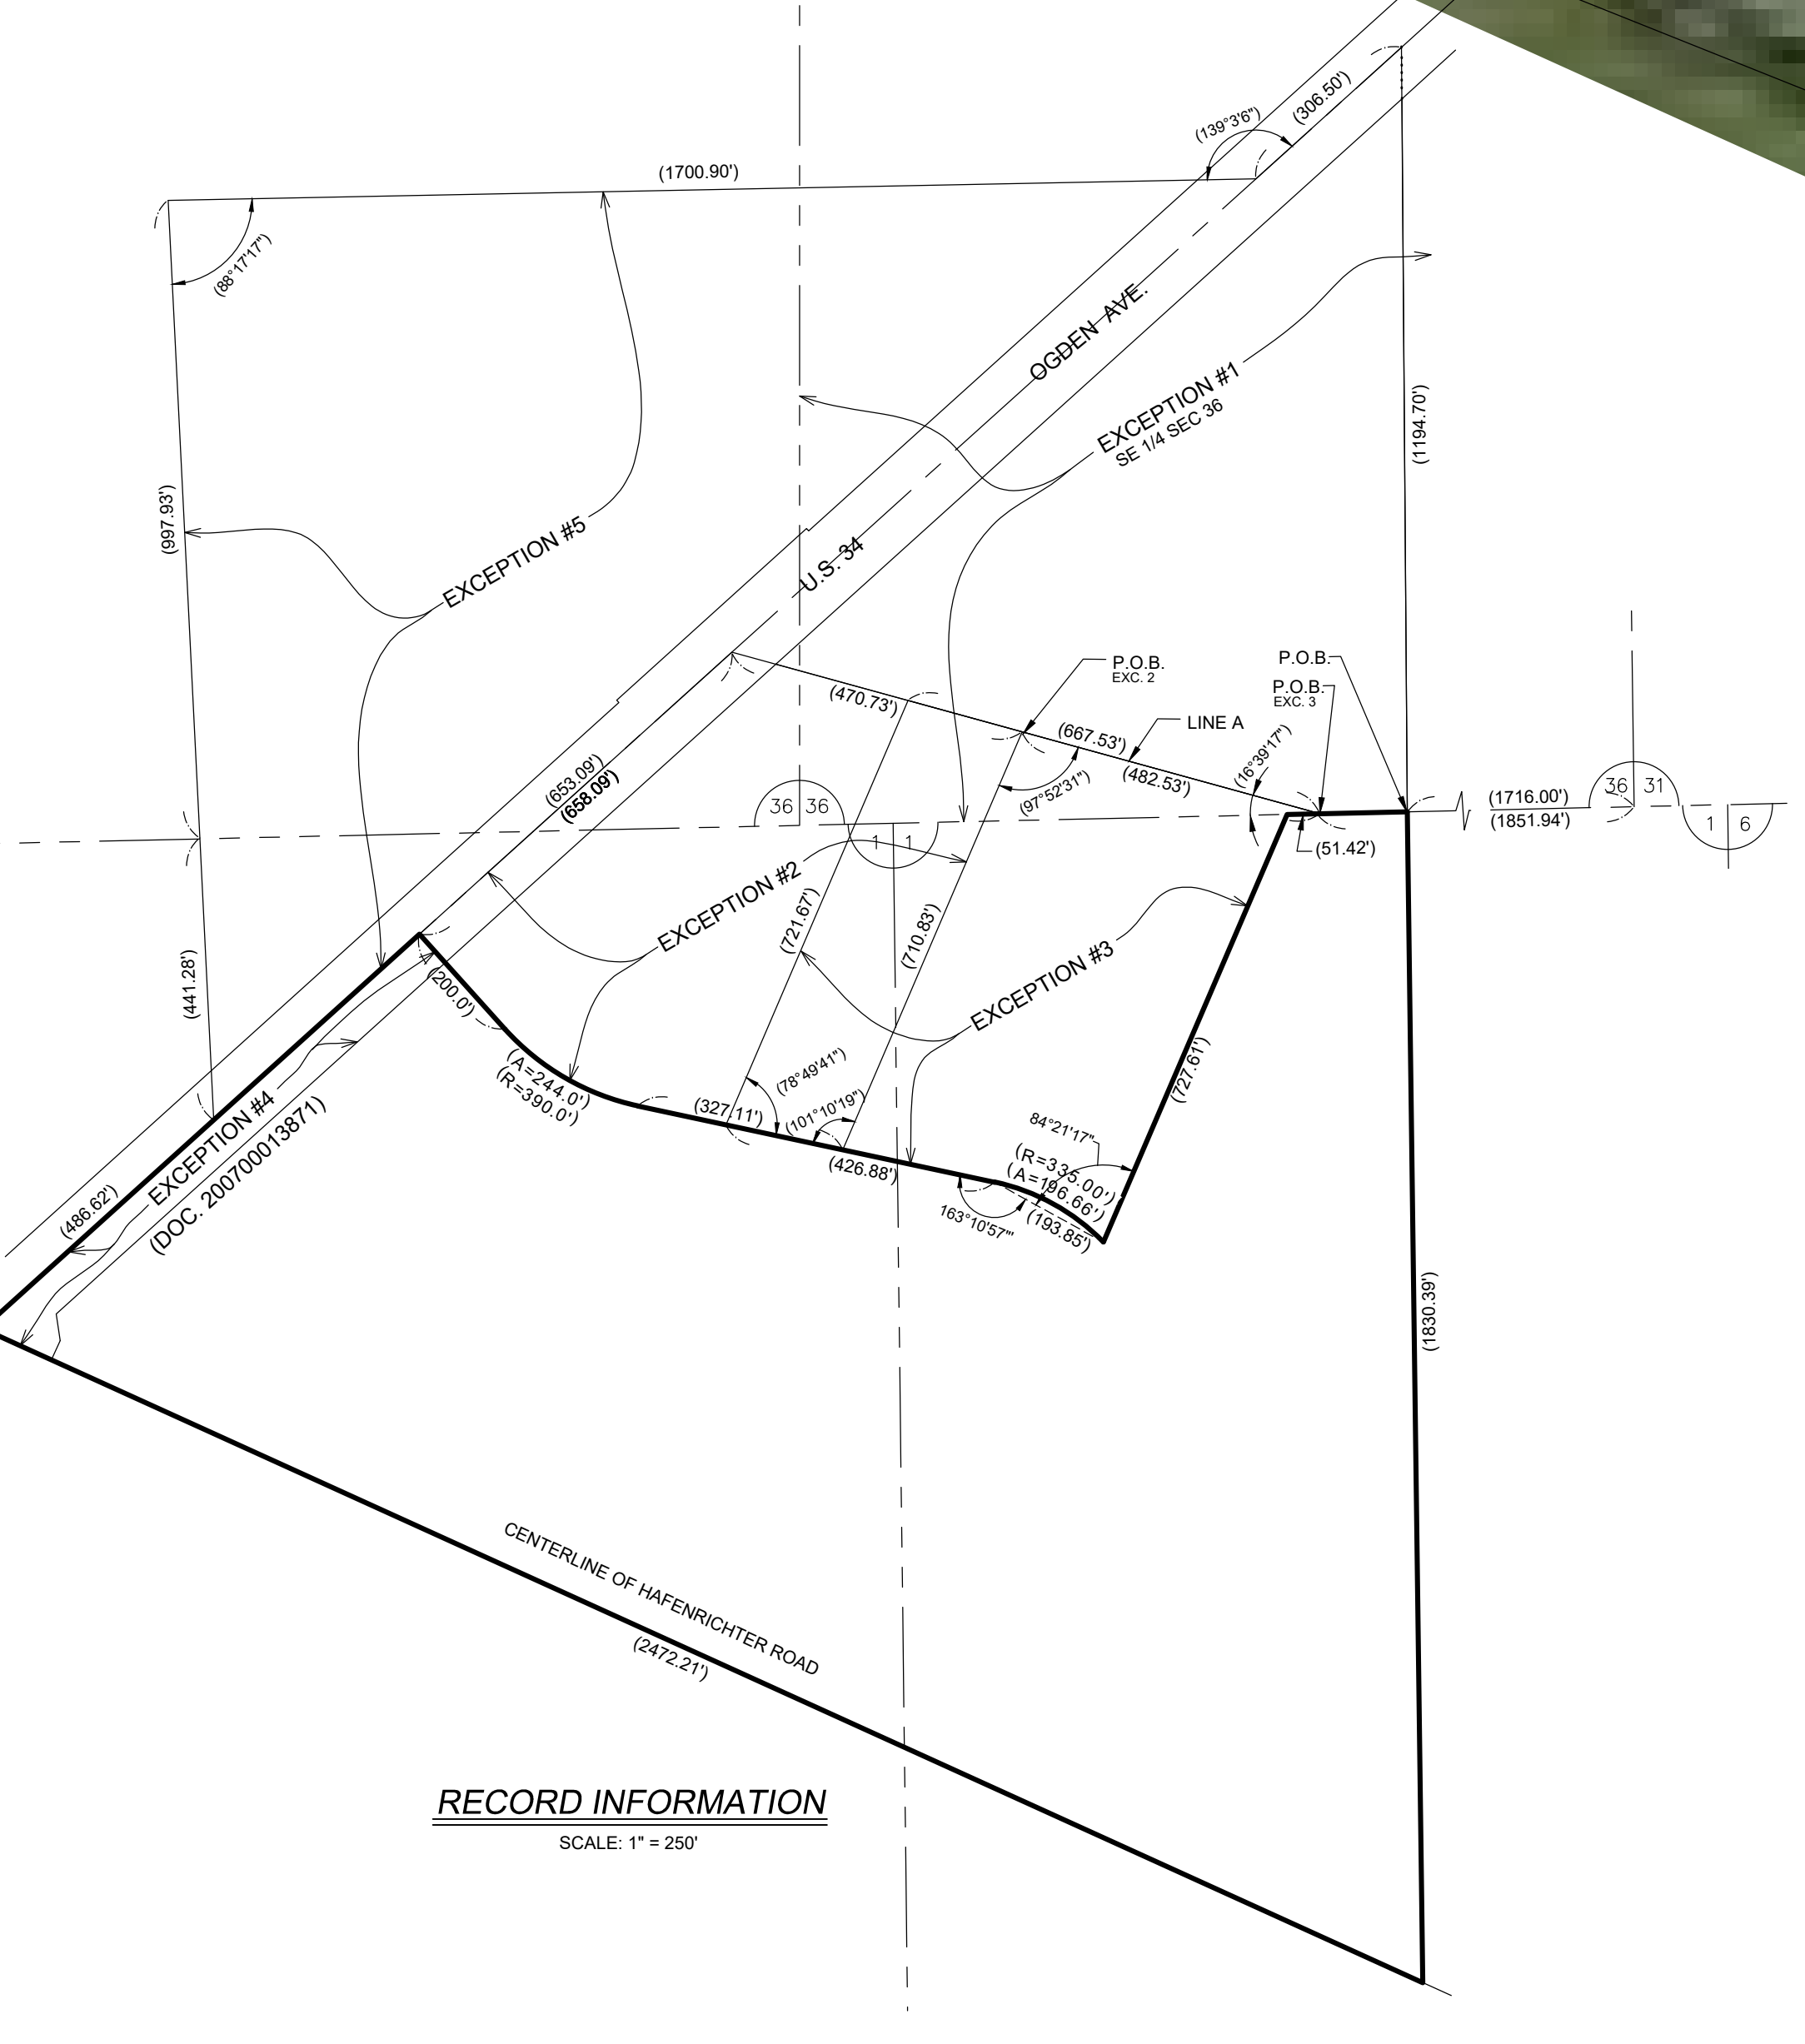 (306.50')
(139°3'6")
(1700.90')
(88°17'17")
OGDEN AVE.
EXCEPTION #1
SE 1/4 SEC 36
(1194.70')
(997.93')
EXCEPTION #5
U.S. 34
P.O.B.
EXC. 2
P.O.B.
P.O.B.
EXC. 3
(470.73')
LINE A
(667.53')
(482.53')
(16°39'17")
(97°52'31")
(653.09')
(658.09')
36 36
1 1
(1716.00')
(1851.94')
36 31
1 6
(51.42')
EXCEPTION #2
(721.67')
(710.83')
EXCEPTION #3
(441.28')
(200.0')
(A=244.0')
(R=390.0')
(78°49'41")
(101°10'19")
(327.11')
(426.88')
(727.61')
84°21'17"
(R=335.00')
(A=196.66')
(193.85')
163°10'57'"
EXCEPTION #4
(DOC. 200700013871)
(486.62')
(1830.39')
CENTERLINE OF HAFENRICHTER ROAD
(2472.21')
RECORD INFORMATION
SCALE: 1" = 250'